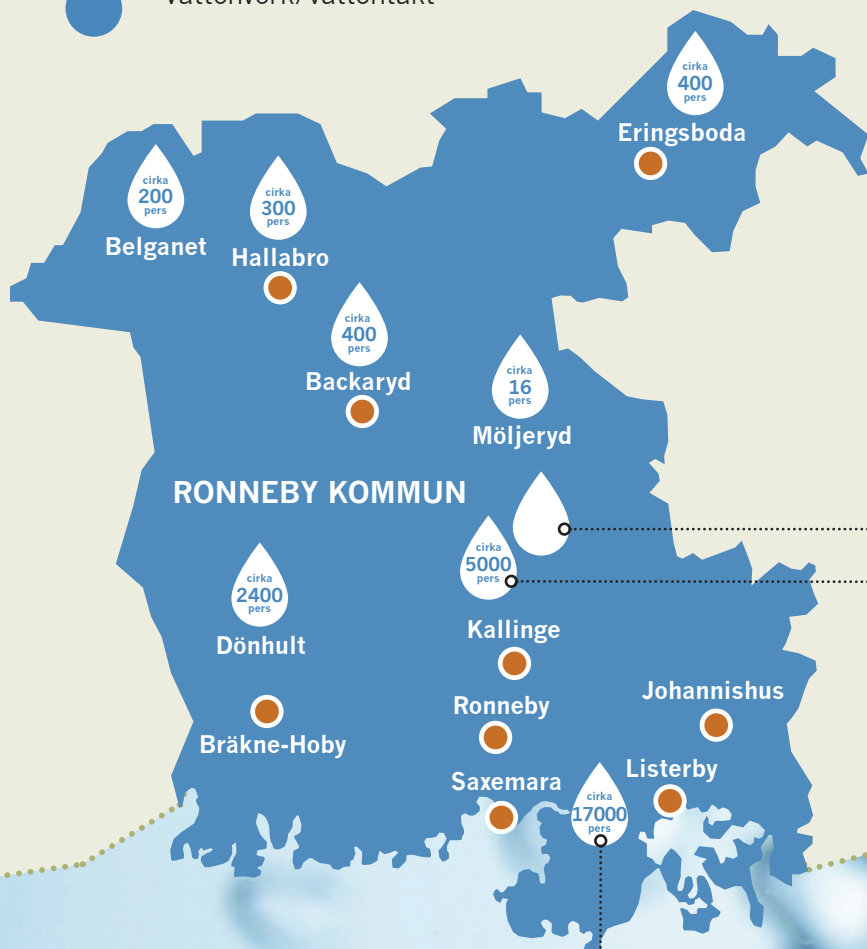 Vattenverk/Vattentäkt
cirka
400
pers
Eringsboda
cirka
200
pers
Belganet
cirka
300
pers
Hallabro
cirka
400
pers
Backaryd
cirka
16
pers
Möljeryd
RONNEBY KOMMUN
cirka
5000
pers
cirka
2400
pers
Dönhult
Kallinge
Johannishus
Ronneby
Bräkne-Hoby
Listerby
Saxemara
cirka
17000
pers